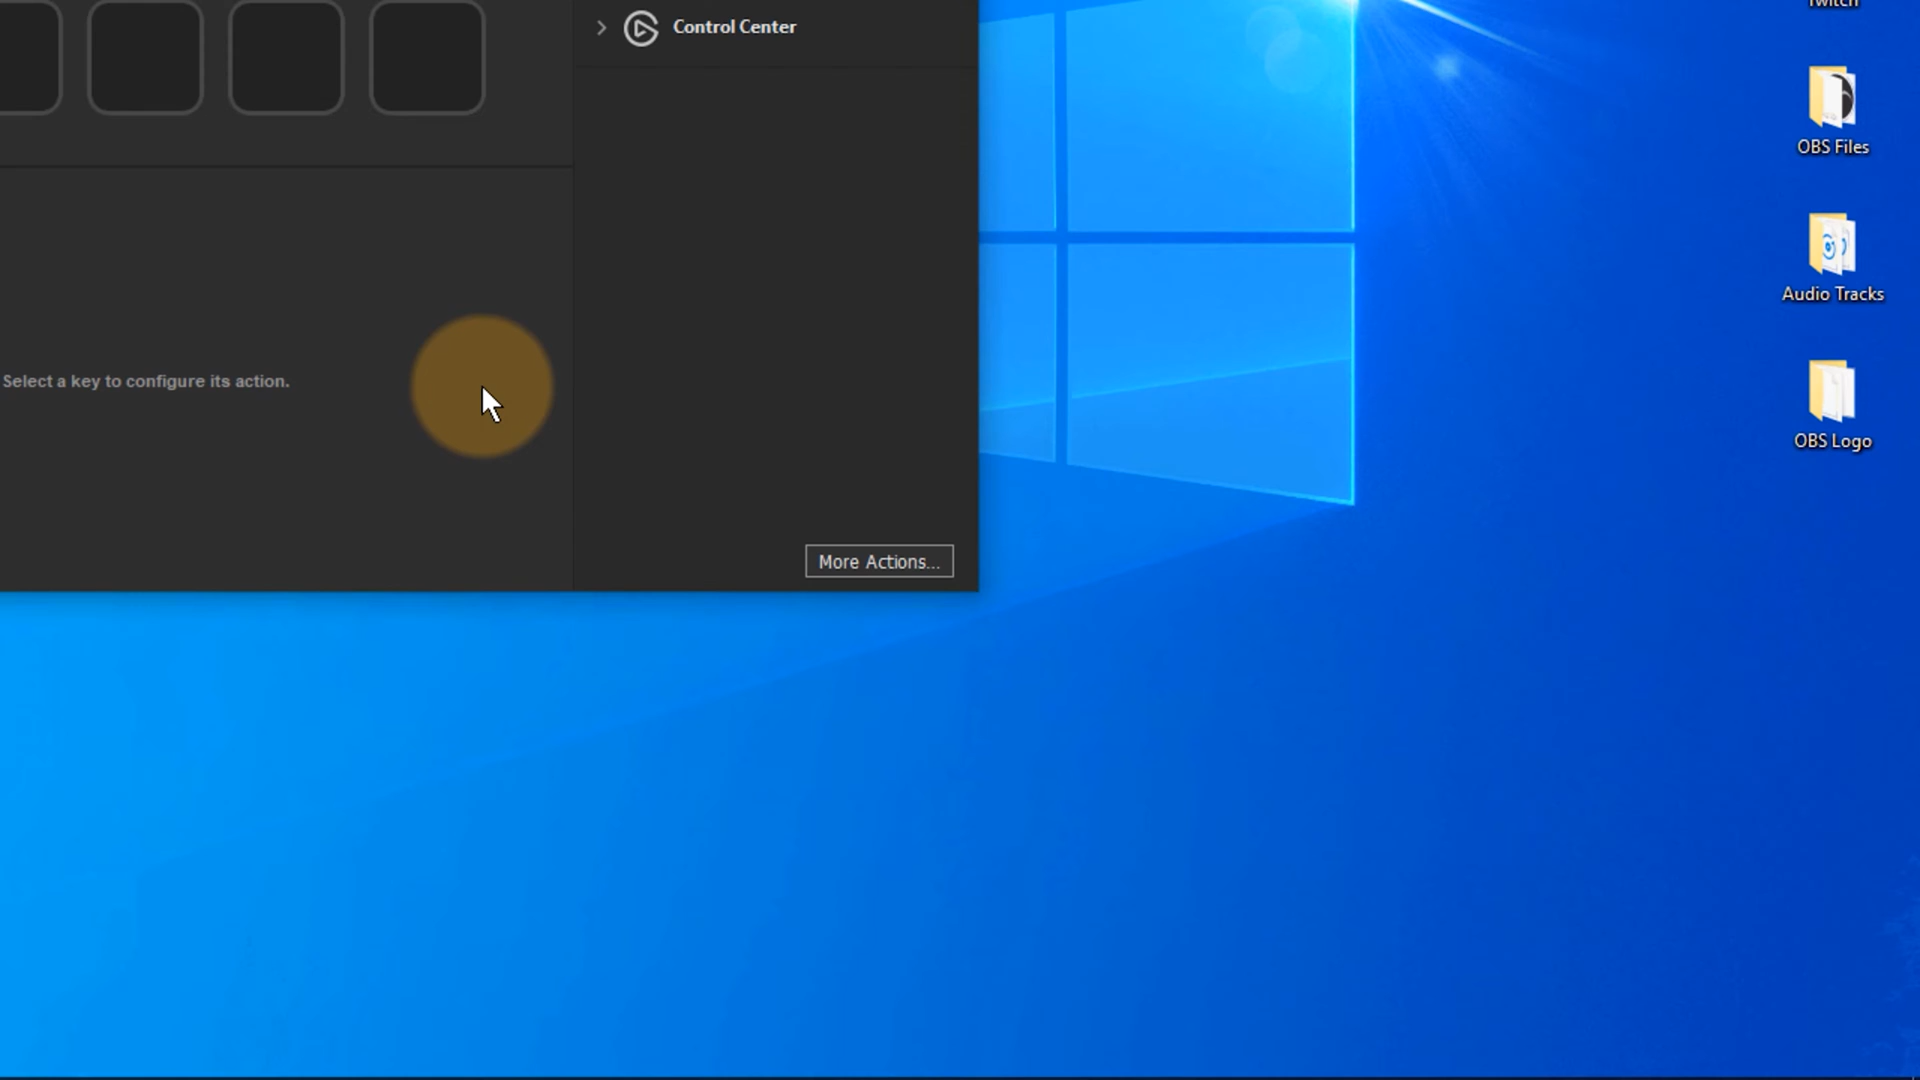 Twitch
Control Center
OBS Files
Audio Tracks
Select a key to configure its action.
OBS Logo
More Actions...